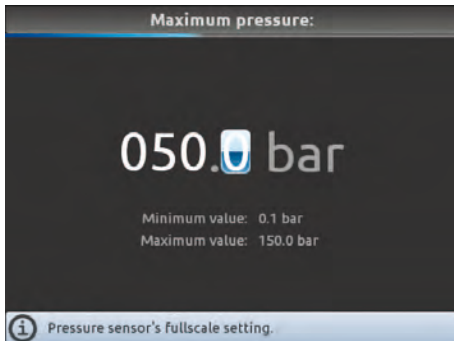 Maximum pressure:
050.0 bar
Minimum value: 0.1 bar
Maximum value: 150.0 bar
i Pressure sensor's fullscale setting.